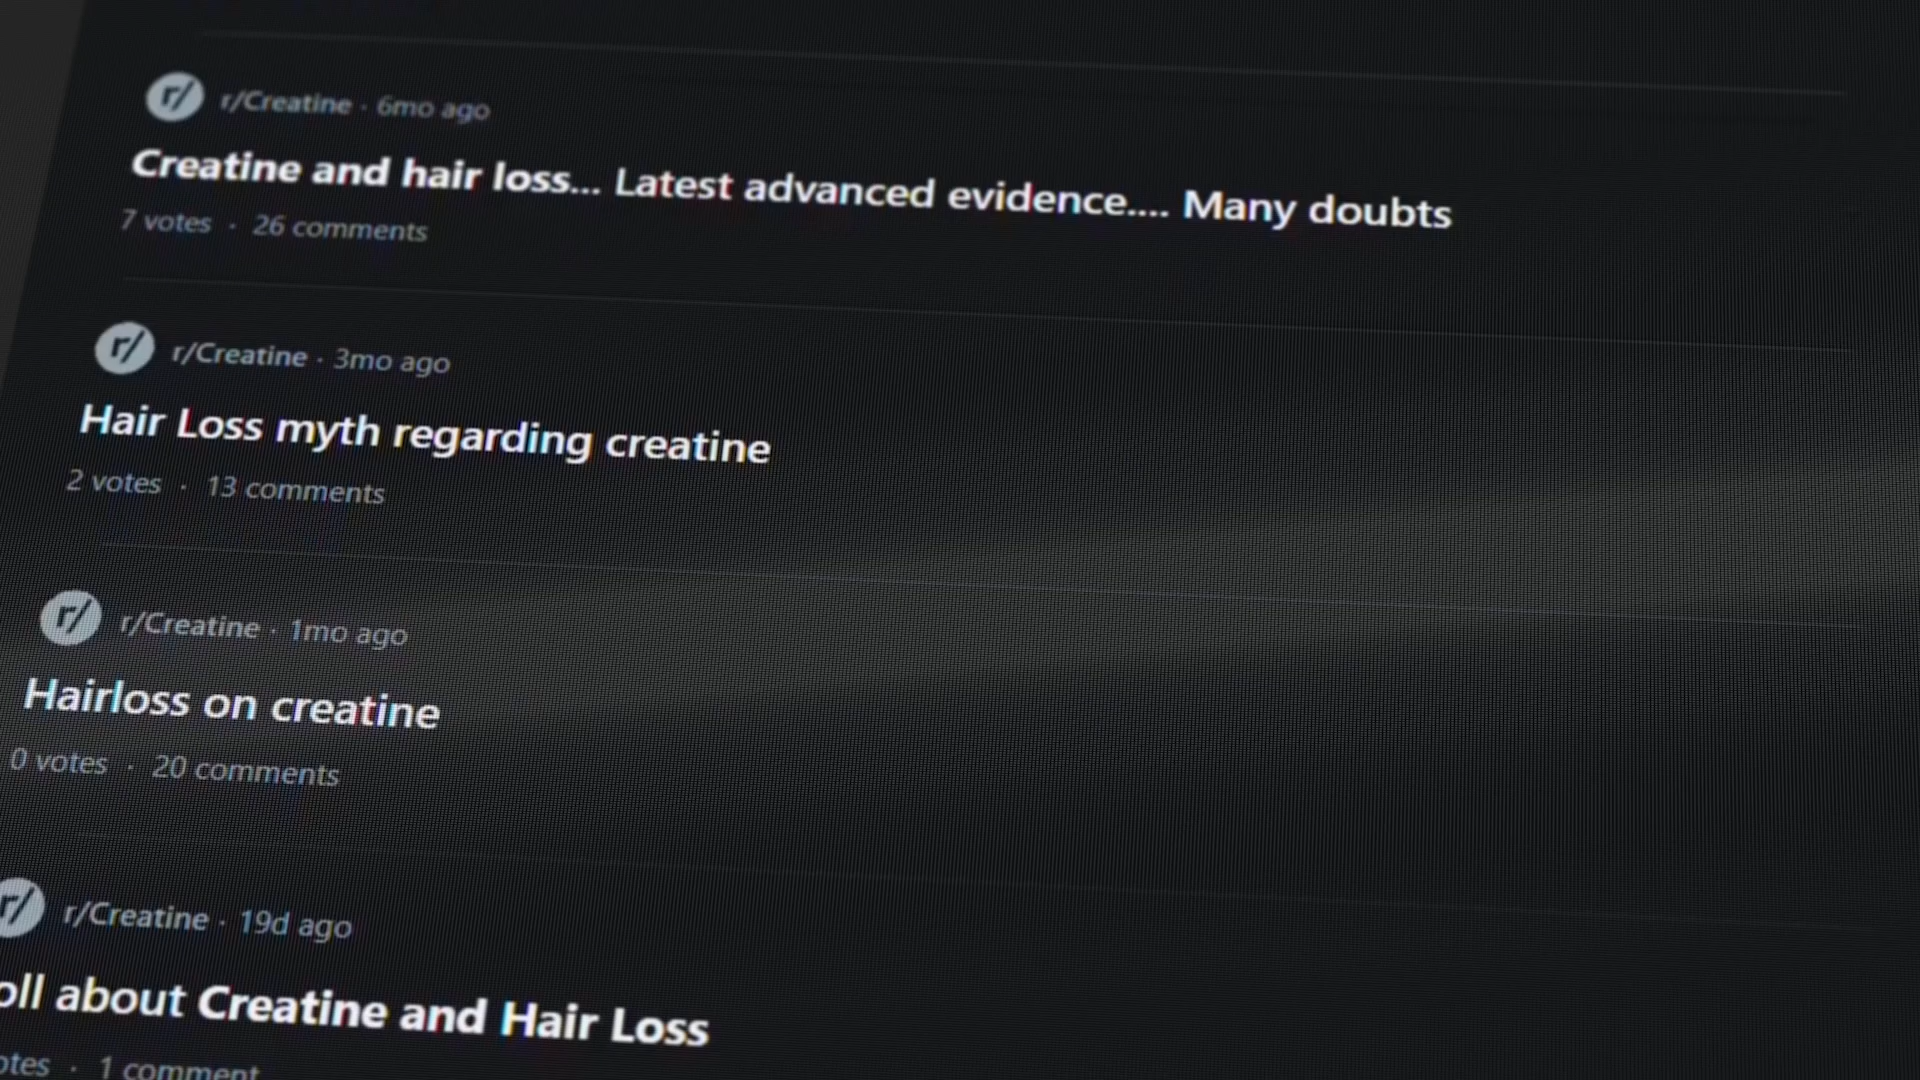 r/ r/Creatine · 6mo ago
Creatine and hair loss... Latest advanced evidence.... Many doubts
7 votes · 26 comments
r/ r/Creatine · 3mo ago
Hair Loss myth regarding creatine
2 votes · 13 comments
r/ r/Creatine · 1mo ago
Hairloss on creatine
0 votes · 20 comments
r/ r/Creatine · 19d ago
oll about Creatine and Hair Loss
otes · 1 comment